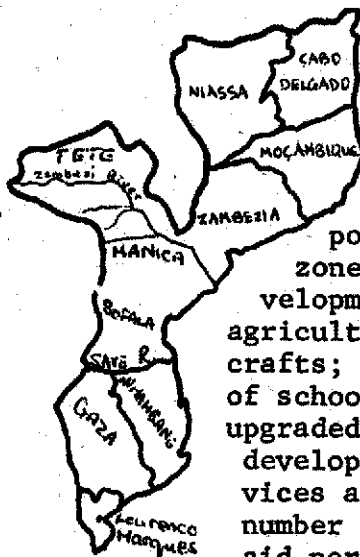 CABO
DELGADO
NIASSA
MOÇAMBIQUE
TETE
Zambezi River
ZAMBEZIA
MANICA
SOFALA
SAVE R.
GAZA
INHAMBANE
Lourenco
Marques
po
zone
velopm
agricult
crafts;
of schoo
upgraded
develop
vices a
number
aid pos